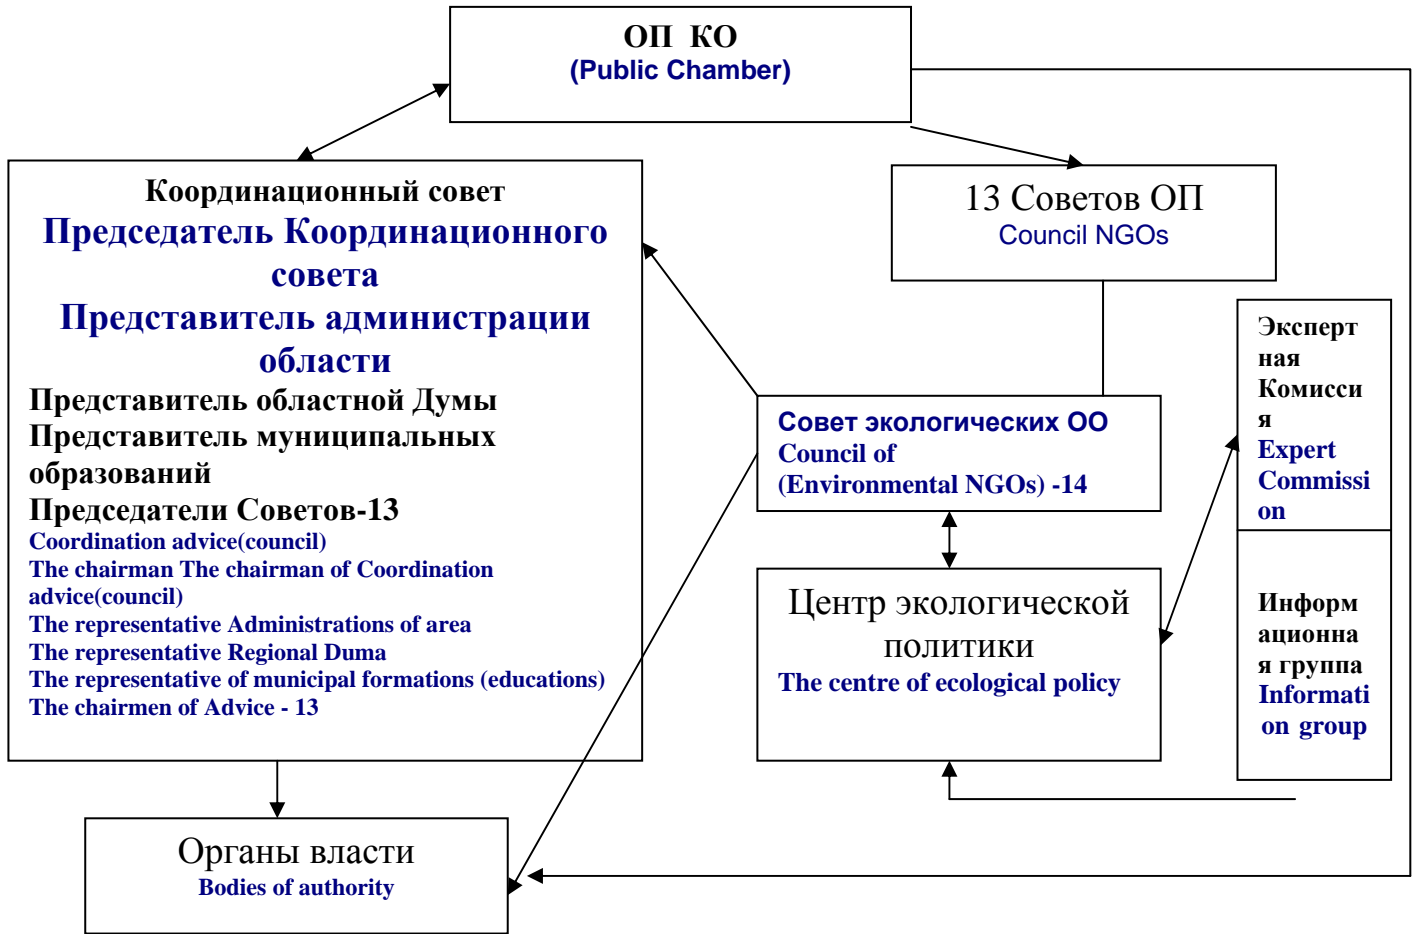 ОП КО
(Public Chamber)
Координационный совет
Председатель Координационного
совета
Представитель администрации
области
Представитель областной Думы
Представитель муниципальных
образований
Председатели Советов-13
Coordination advice(council)
The chairman The chairman of Coordination
advice(council)
The representative Administrations of area
The representative Regional Duma
The representative of municipal formations (educations)
The chairmen of Advice - 13
13 Советов ОП
Council NGOs
Совет экологических ОО
Council of
(Environmental NGOs) -14
Эксперт
ная
Комисси
я
Expert
Commissi
on
Центр экологической
политики
The centre of ecological policy
Информ
ационна
я группа
Informati
on group
Органы власти
Bodies of authority